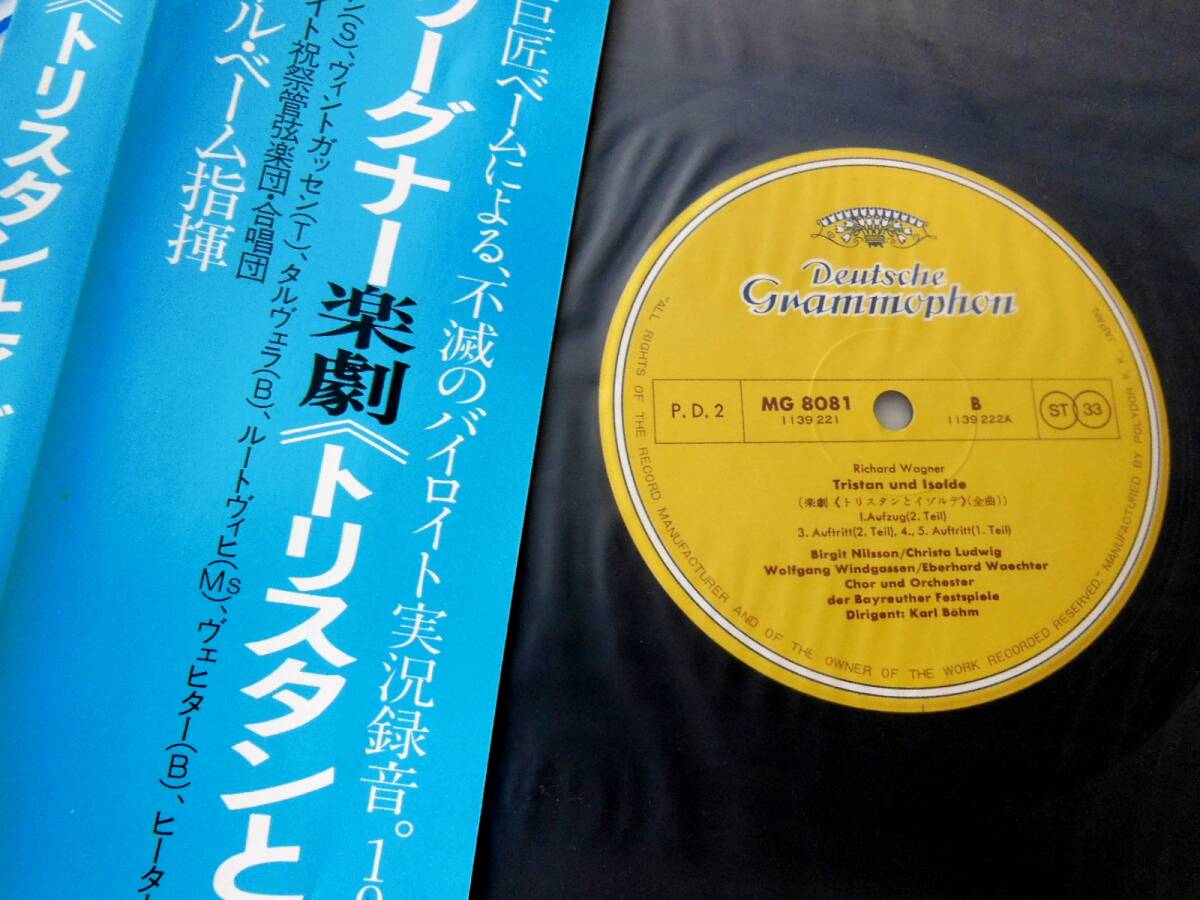 巨匠ベームによる、不滅のバイロイト実況録音。19
ワーグナー楽劇《トリスタンと
ン(S)、ヴィントガッセン(T)、タルヴェラ(B)、ルートヴィヒ(Ms)、ヴェヒター(B)、ヒーター
イト祝祭管弦楽団・合唱団
ル・ベーム指揮
《トリスタンとイゾ
Deutsche
Grammophon
P.D.2
MG 8081
1139 221
B
1139 222A
ST 33
Richard Wagner
Tristan und Isolde
(楽劇《トリスタンとイゾルデ》(全曲))
I.Aufzug(2. Teil)
3. Auftritt(2. Teil), 4., 5. Auftritt(1. Teil)
Birgit Nilsson/Christa Ludwig
Wolfgang Windgassen/Eberhard Waechter
Chor und Orchester
der Bayreuther Festspiele
Dirigent: Karl Böhm
"ALL RIGHTS OF THE RECORD MANUFACTURER AND OF THE OWNER OF THE WORK RECORDED RESERVED." MANUFACTURED BY POLYDOR K. K. JAPAN.